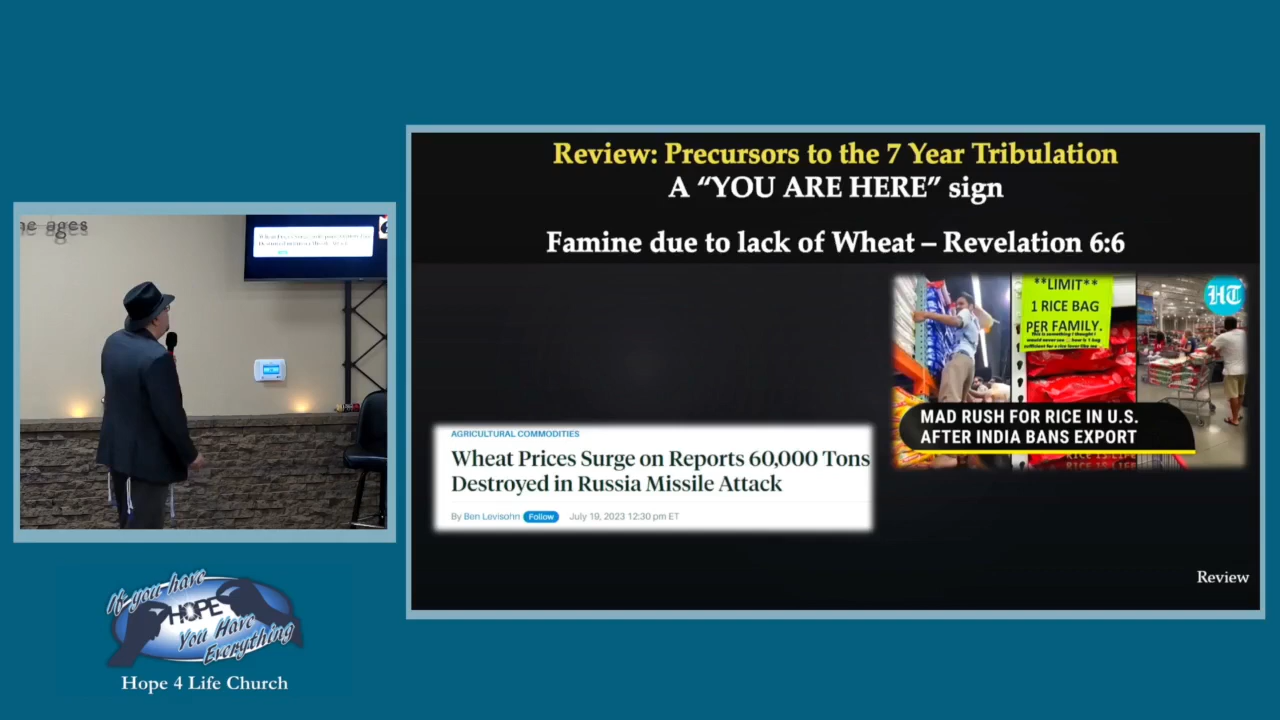 Review: Precursors to the 7 Year Tribulation
A “YOU ARE HERE” sign
Famine due to lack of Wheat – Revelation 6:6
**LIMIT**
1 RICE BAG
PER FAMILY.
HT
MAD RUSH FOR RICE IN U.S.
AFTER INDIA BANS EXPORT
AGRICULTURAL COMMODITIES
Wheat Prices Surge on Reports 60,000 Tons
Destroyed in Russia Missile Attack
By Ben Levisohn Follow July 19, 2023 12:30 pm ET
Review
ages
If you have
HOPE
You Have
Everything
Hope 4 Life Church